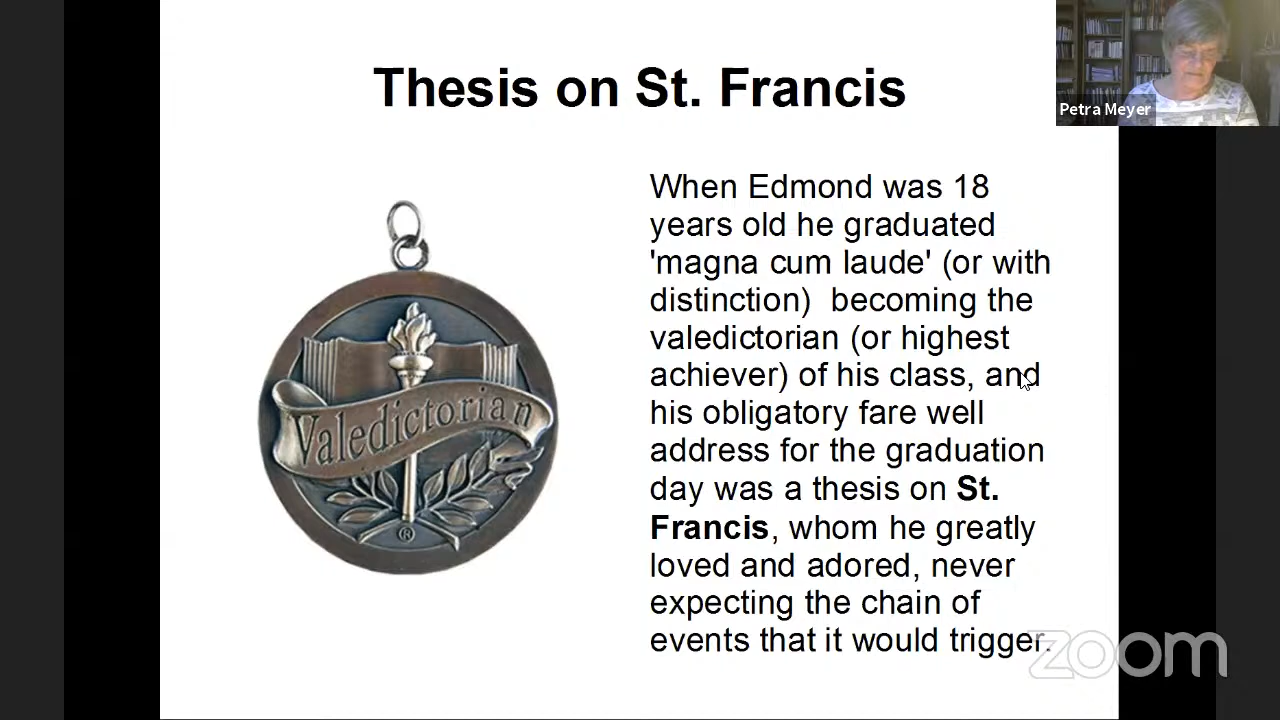 Thesis on St. Francis
Petra Meyer
When Edmond was 18
years old he graduated
'magna cum laude' (or with
distinction)  becoming the
valedictorian (or highest
achiever) of his class, and
his obligatory fare well
address for the graduation
day was a thesis on St.
Francis, whom he greatly
loved and adored, never
expecting the chain of
events that it would trigger.
Valedictorian
®
zoom